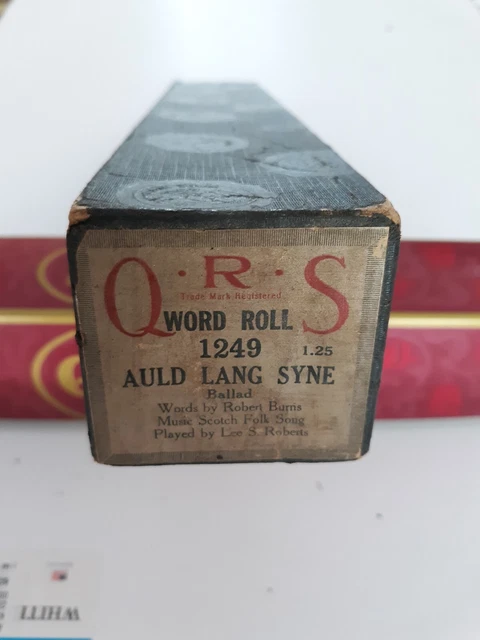 Q·R·S
Trade Mark Registered
WORD ROLL
1249 1.25
AULD LANG SYNE
Ballad
Words by Robert Burns
Music Scotch Folk Song
Played by Lee S. Roberts
WHITI